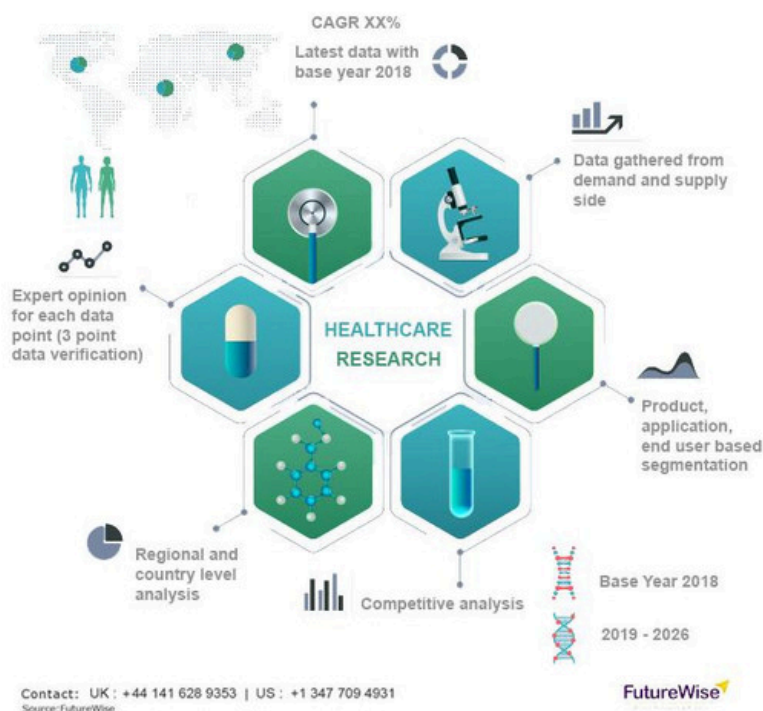 CAGR XX%
Latest data with
base year 2018
Data gathered from
demand and supply
side
Expert opinion
for each data
point (3 point
data verification)
HEALTHCARE
RESEARCH
Product,
application,
end user based
segmentation
Regional and
country level
analysis
Competitive analysis
Base Year 2018
2019 - 2026
Contact: UK : +44 141 628 9353 | US : +1 347 709 4931
Source:FutureWise
FutureWise